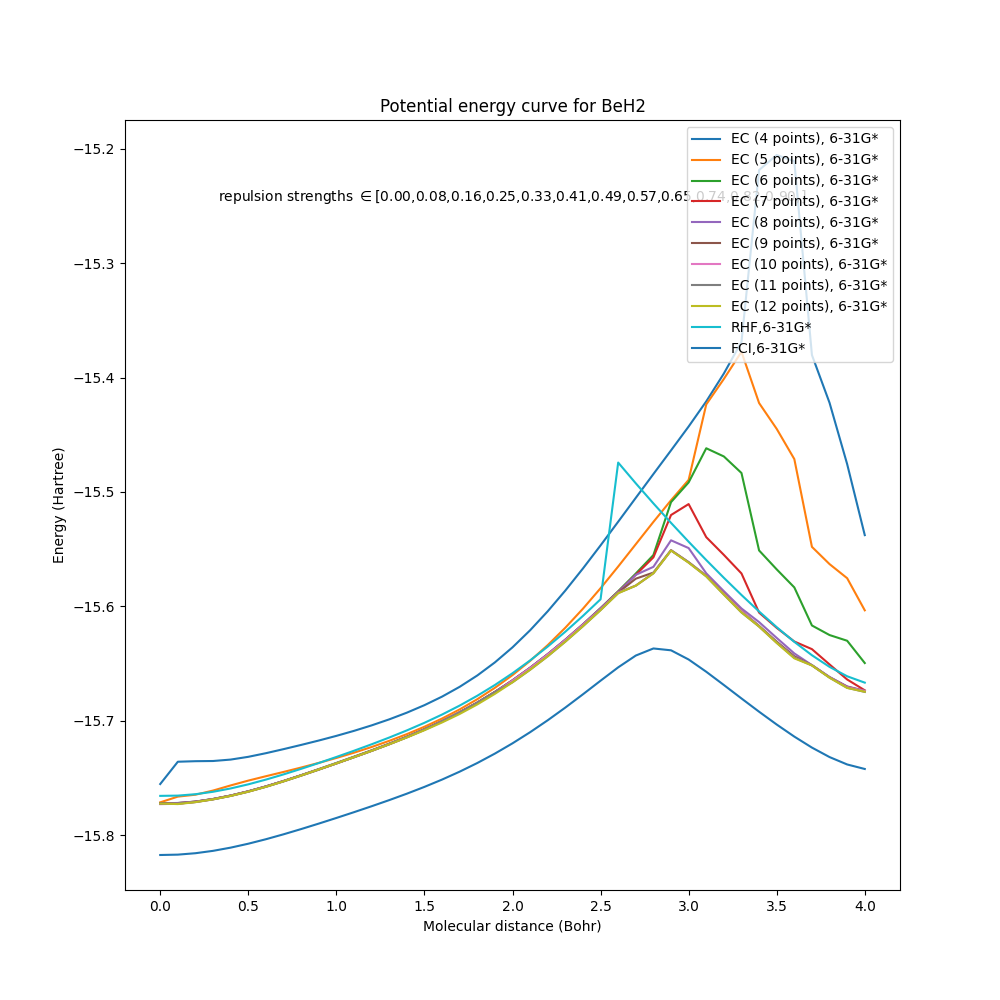 Potential energy curve for BeH2
Energy (Hartree)
−15.2
−15.3
−15.4
−15.5
−15.6
−15.7
−15.8
repulsion strengths ∈[0.00,0.08,0.16,0.25,0.33,0.41,0.49,0.57,0.65,0.74,
EC (4 points), 6-31G*
EC (5 points), 6-31G*
EC (6 points), 6-31G*
EC (7 points), 6-31G*
EC (8 points), 6-31G*
EC (9 points), 6-31G*
EC (10 points), 6-31G*
EC (11 points), 6-31G*
EC (12 points), 6-31G*
RHF,6-31G*
FCI,6-31G*
0.0 0.5 1.0 1.5 2.0 2.5 3.0 3.5 4.0
Molecular distance (Bohr)